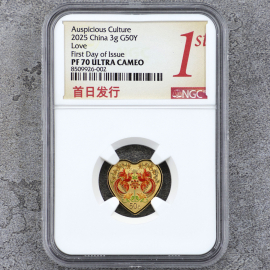 Auspicious Culture
2025 China 3g G50Y
Love
First Day of Issue
PF 70 ULTRA CAMEO
8509926-002
首日发行
1st
NGC